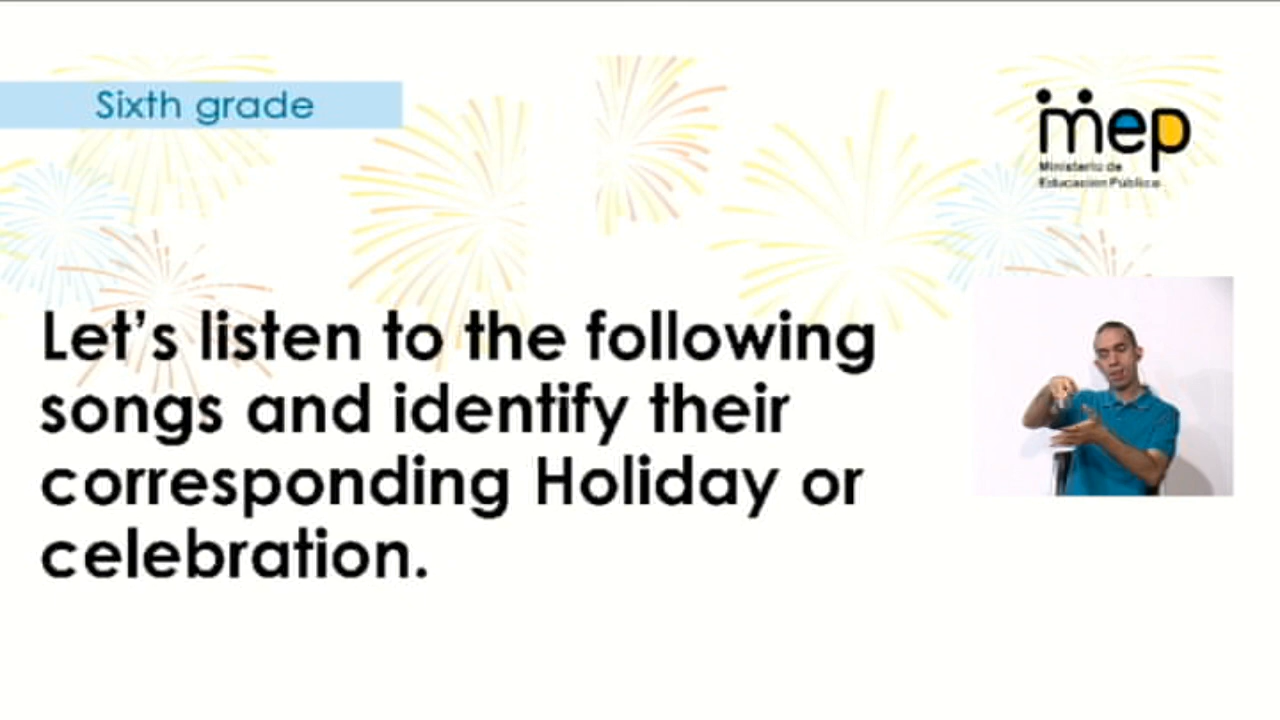 Sixth grade
mep
Ministerio de
Educación Pública
Let's listen to the following
songs and identify their
corresponding Holiday or
celebration.